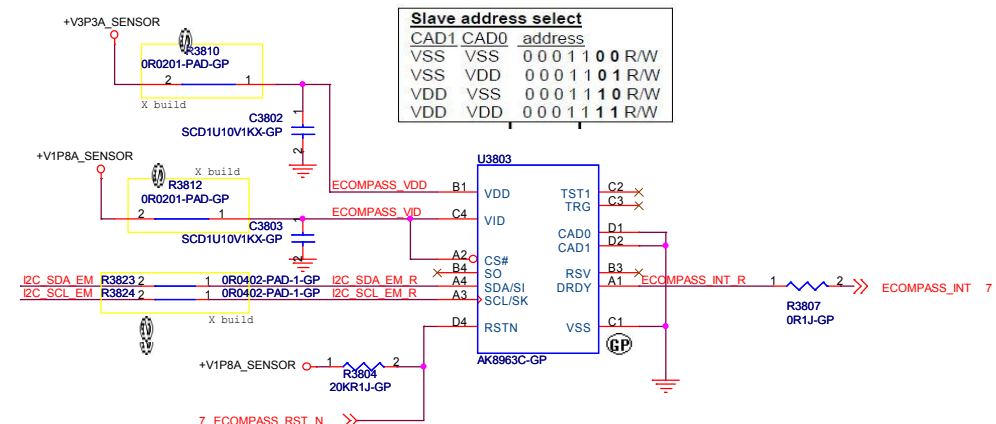 +V3P3A_SENSOR
R3810
0R0201-PAD-GP
2 1
X build
C3802
SCD1U10V1KX-GP
1
2
Slave address select
CAD1 CAD0 address
VSS VSS 0 0 0 1 1 0 0 R/W
VSS VDD 0 0 0 1 1 0 1 R/W
VDD VSS 0 0 0 1 1 1 0 R/W
VDD VDD 0 0 0 1 1 1 1 R/W
+V1P8A_SENSOR
X build
R3812
0R0201-PAD-GP
2 1
C3803
SCD1U10V1KX-GP
1
2
U3803
ECOMPASS_VDD B1 VDD
ECOMPASS_VID C4 VID
A2 CS#
B4 SO
I2C_SDA_EM R3823 2 1 0R0402-PAD-1-GP I2C_SDA_EM_R A4 SDA/SI
I2C_SCL_EM R3824 2 1 0R0402-PAD-1-GP I2C_SCL_EM_R A3 SCL/SK
X build
D4 RSTN
TST1 C2
TRG C3
CAD0 D1
CAD1 D2
RSV B3
DRDY A1 ECOMPASS_INT_R 1 2 ECOMPASS_INT 7
R3807
0R1J-GP
VSS C1
GP
AK8963C-GP
+V1P8A_SENSOR 1 2
R3804
20KR1J-GP
7 ECOMPASS_RST_N